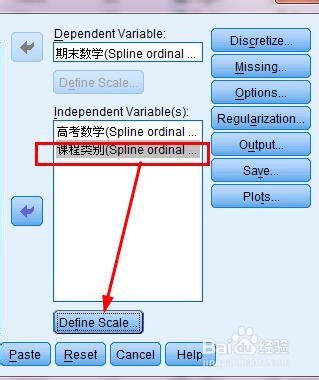 Dependent Variable:
期末数学(Spline ordinal ...
Define Scale...
Independent Variable(s):
高考数学(Spline ordinal ...
课程类别(Spline ordinal ...
Define Scale...
Discretize...
Missing...
Options...
Regularization...
Output...
Save...
Plots...
Paste Reset Cancel Help
Baidu 经验